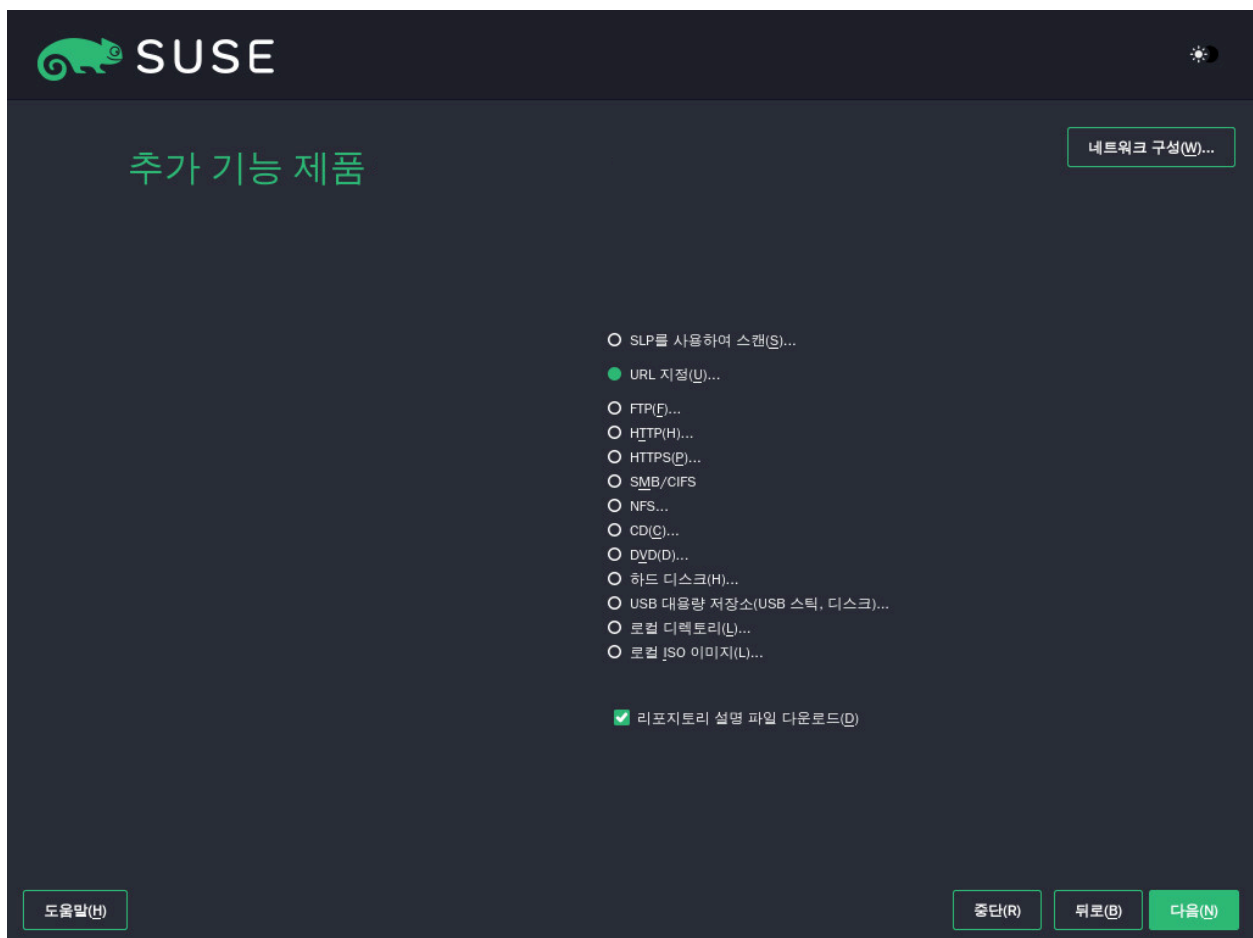 SUSE
네트워크 구성(W)...
추가 기능 제품
SLP를 사용하여 스캔(S)...
URL 지정(U)...
FTP(F)...
HTTP(H)...
HTTPS(P)...
SMB/CIFS
NFS...
CD(C)...
DVD(D)...
하드 디스크(H)...
USB 대용량 저장소(USB 스틱, 디스크)...
로컬 디렉토리(L)...
로컬 ISO 이미지(L)...
리포지토리 설명 파일 다운로드(D)
도움말(H)
중단(R)
뒤로(B)
다음(N)